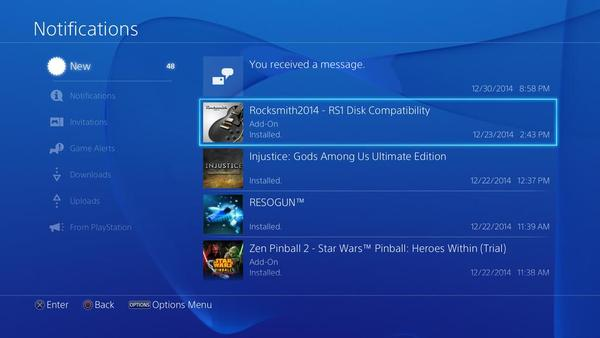 Notifications
New
48
Notifications
Invitations
Game Alerts
Downloads
Uploads
From PlayStation
You received a message.
12/30/2014 8:58 PM
Rocksmith2014 - RS1 Disk Compatibility
Add-On
Installed.
12/23/2014 2:43 PM
INJUSTICE
Injustice: Gods Among Us Ultimate Edition
Installed.
12/22/2014 12:37 PM
RESOGUN™
Installed.
12/22/2014 11:39 AM
STAR WARS
PINBALL
Zen Pinball 2 - Star Wars™ Pinball: Heroes Within (Trial)
Add-On
Installed.
12/22/2014 11:38 AM
Enter
Back
OPTIONS Options Menu